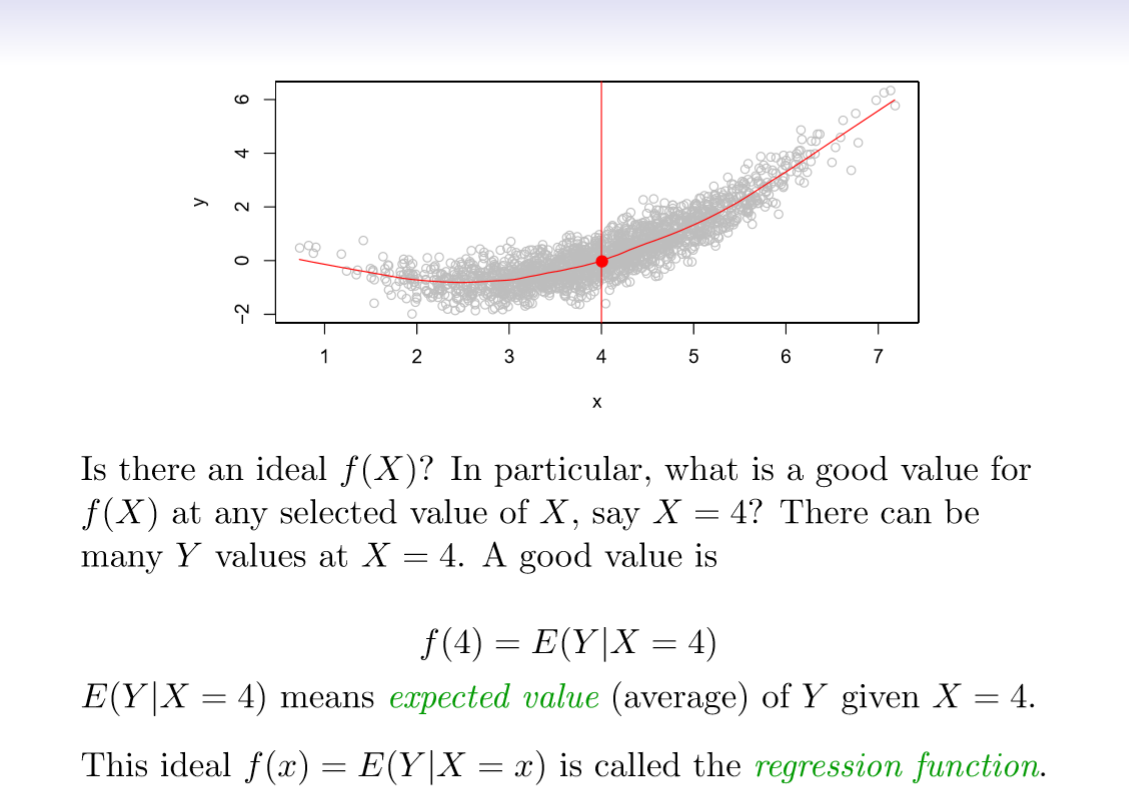 6
4
2
0
-2
y
1 2 3 4 5 6 7
x
Is there an ideal f(X)? In particular, what is a good value for
f(X) at any selected value of X, say X = 4? There can be
many Y values at X = 4. A good value is
f(4) = E(Y|X = 4)
E(Y|X = 4) means expected value (average) of Y given X = 4.
This ideal f(x) = E(Y|X = x) is called the regression function.